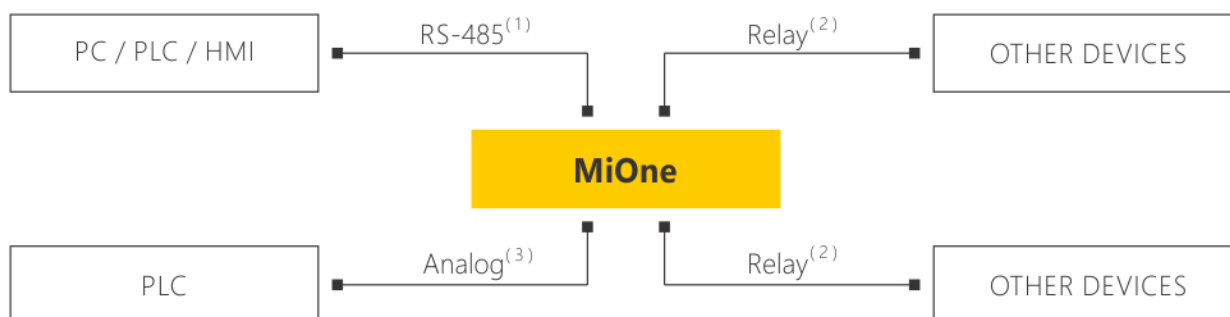 PC / PLC / HMI
RS-485(1)
Relay(2)
OTHER DEVICES
MiOne
PLC
Analog(3)
Relay(2)
OTHER DEVICES